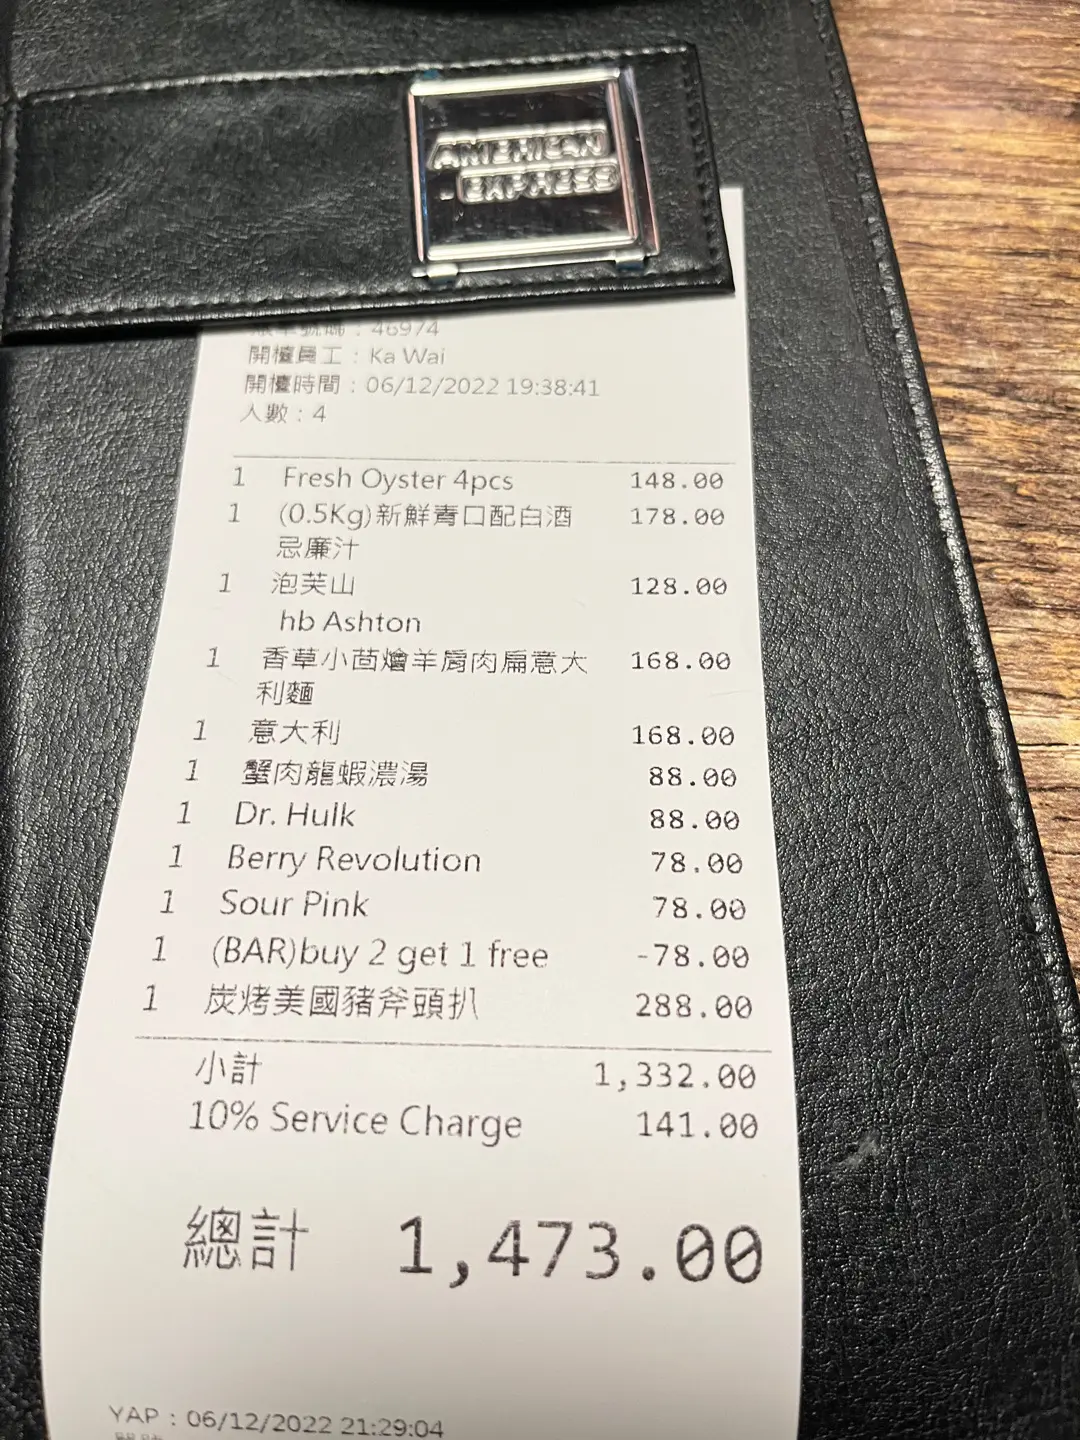 AMERICAN
EXPRESS
帳單號碼：46974
開檯員工：Ka Wai
開檯時間：06/12/2022 19:38:41
人數：4
1 Fresh Oyster 4pcs 148.00
1 (0.5Kg)新鮮青口配白酒 178.00
忌廉汁
1 泡芙山 128.00
hb Ashton
1 香草小茴燴羊肩肉扁意大 168.00
利麵
1 意大利 168.00
1 蟹肉龍蝦濃湯 88.00
1 Dr. Hulk 88.00
1 Berry Revolution 78.00
1 Sour Pink 78.00
1 (BAR)buy 2 get 1 free -78.00
1 炭烤美國豬斧頭扒 288.00
小計 1,332.00
10% Service Charge 141.00
總計 1,473.00
YAP：06/12/2022 21:29:04